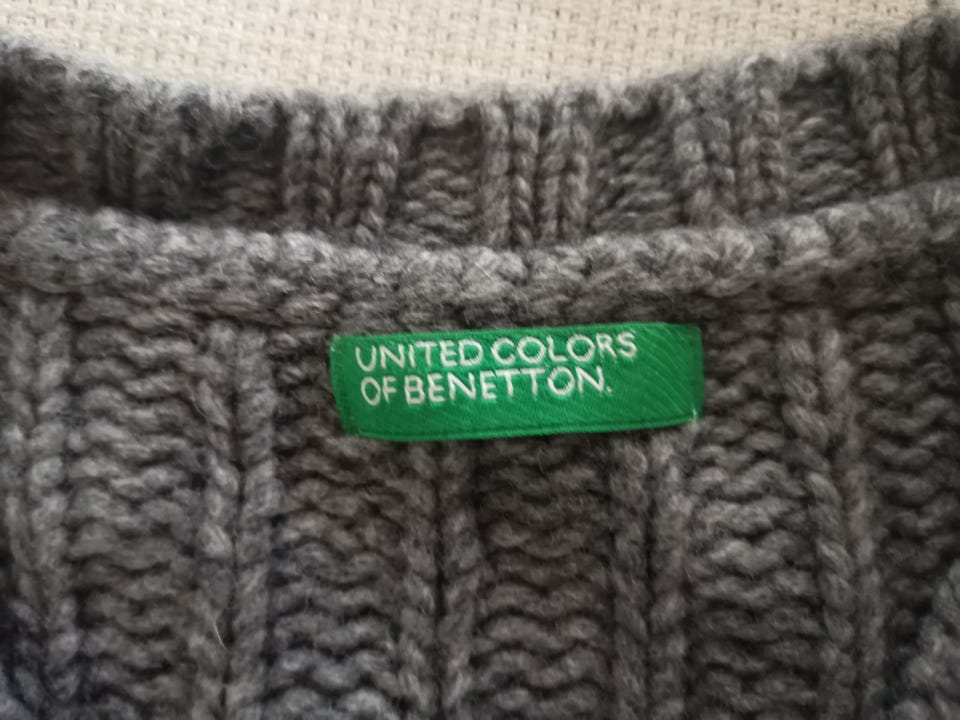 UNITED COLORS
OF BENETTON.